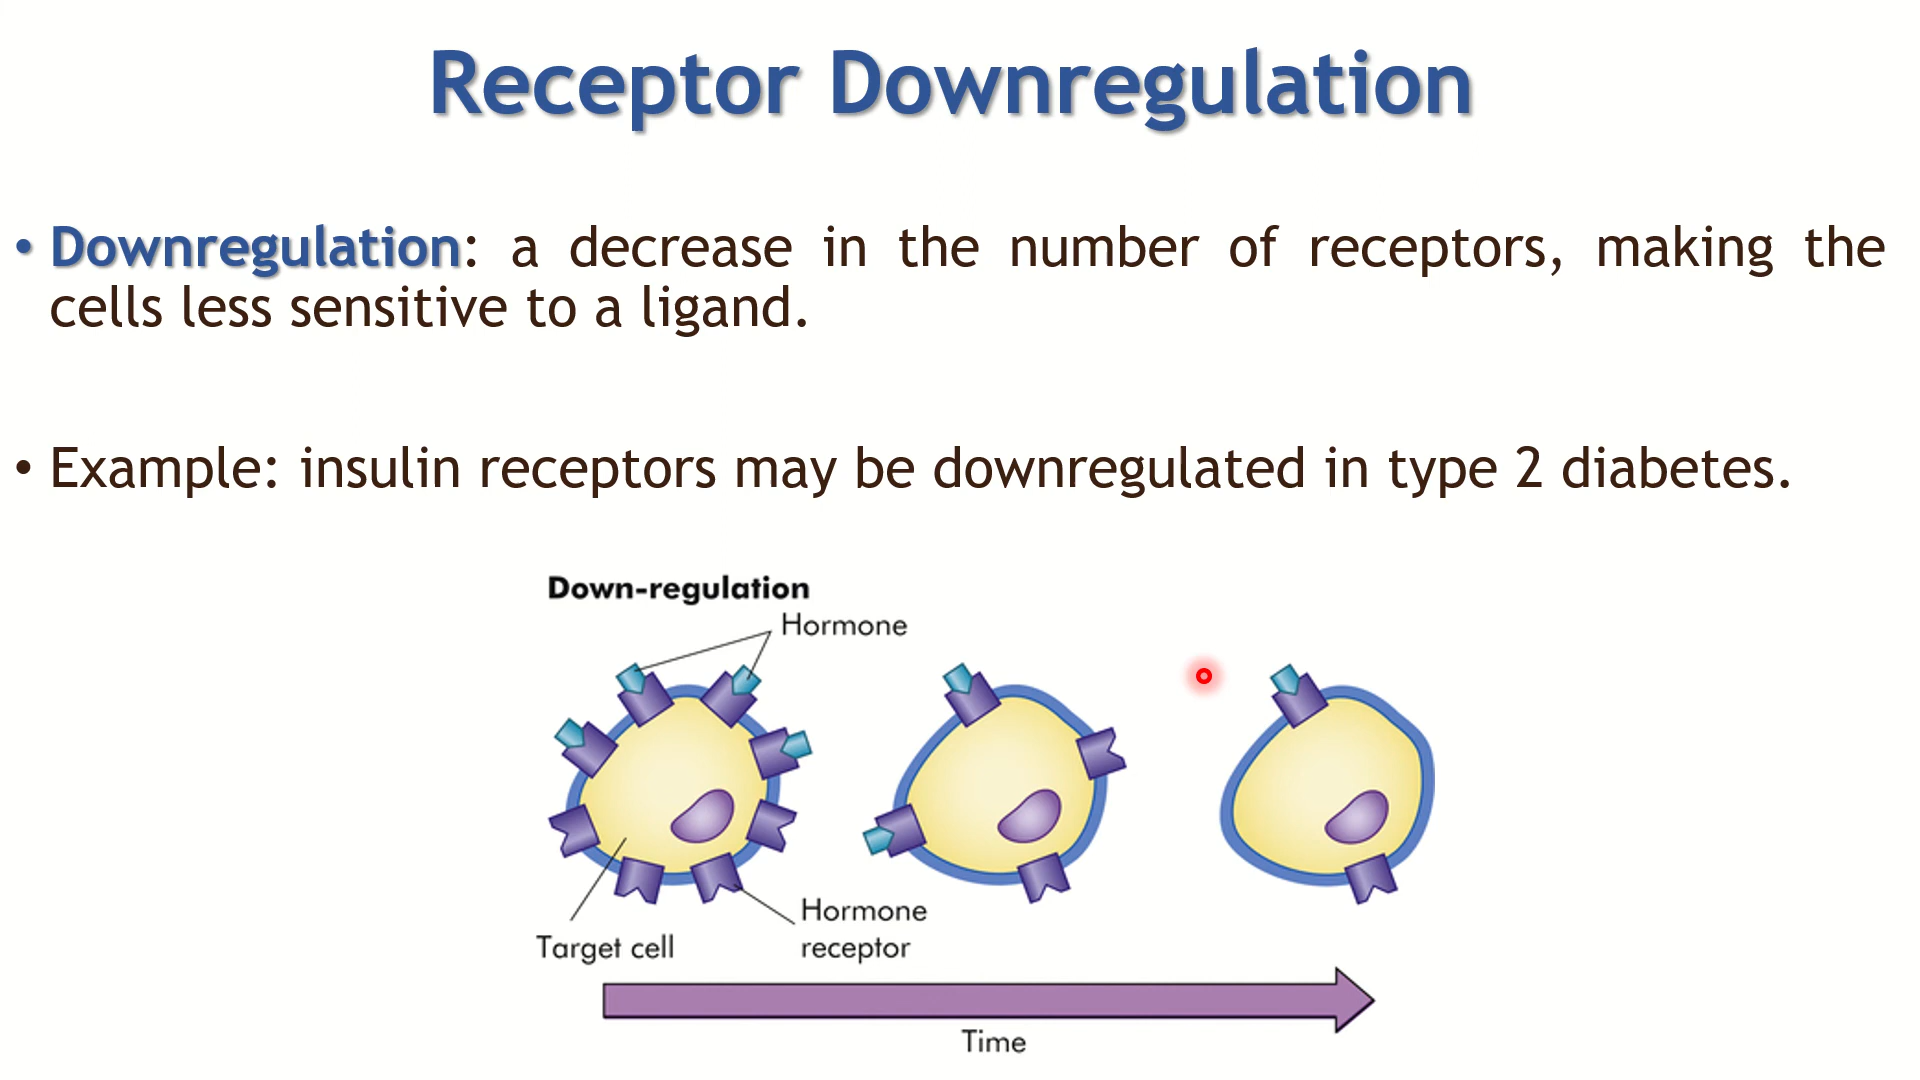 Receptor Downregulation
• Downregulation: a decrease in the number of receptors, making the
cells less sensitive to a ligand.
• Example: insulin receptors may be downregulated in type 2 diabetes.
Down-regulation
Hormone
Hormone
receptor
Target cell
Time